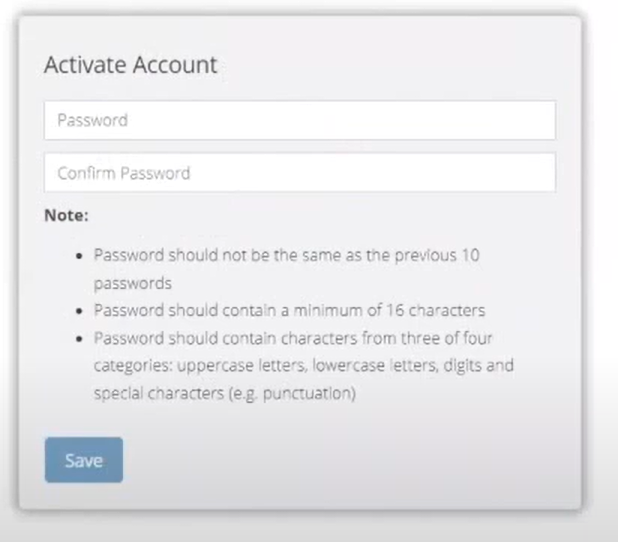 Activate Account
Password
Confirm Password
Note:
Password should not be the same as the previous 10
passwords
Password should contain a minimum of 16 characters
Password should contain characters from three of four
categories: uppercase letters, lowercase letters, digits and
special characters (e.g. punctuation)
Save